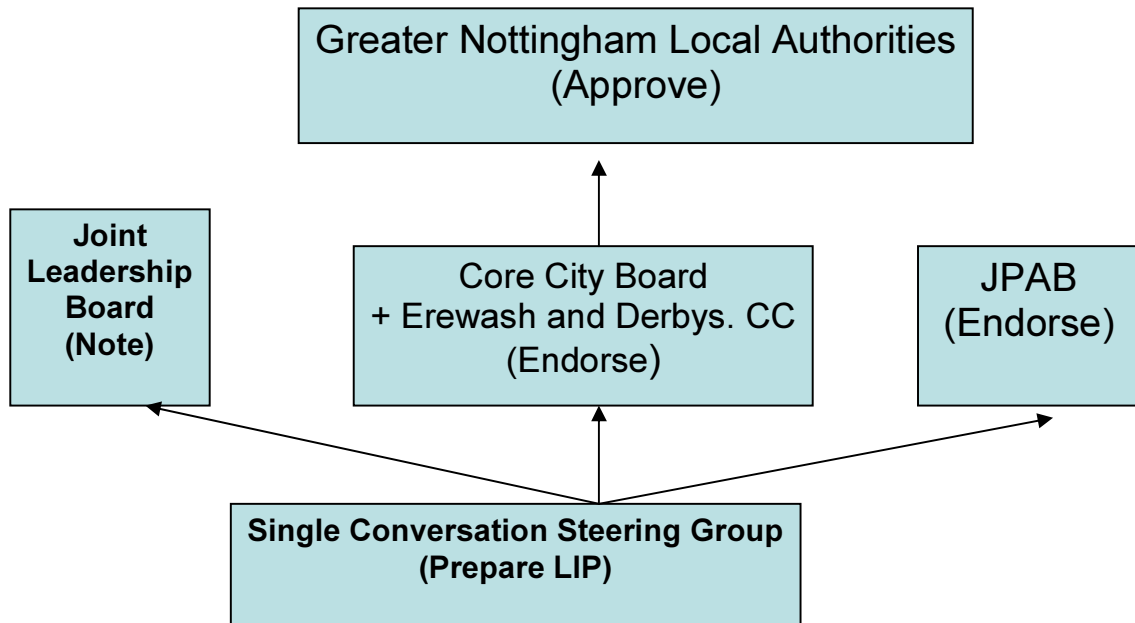 Greater Nottingham Local Authorities
(Approve)
Joint
Leadership
Board
(Note)
Core City Board
+ Erewash and Derbys. CC
(Endorse)
JPAB
(Endorse)
Single Conversation Steering Group
(Prepare LIP)